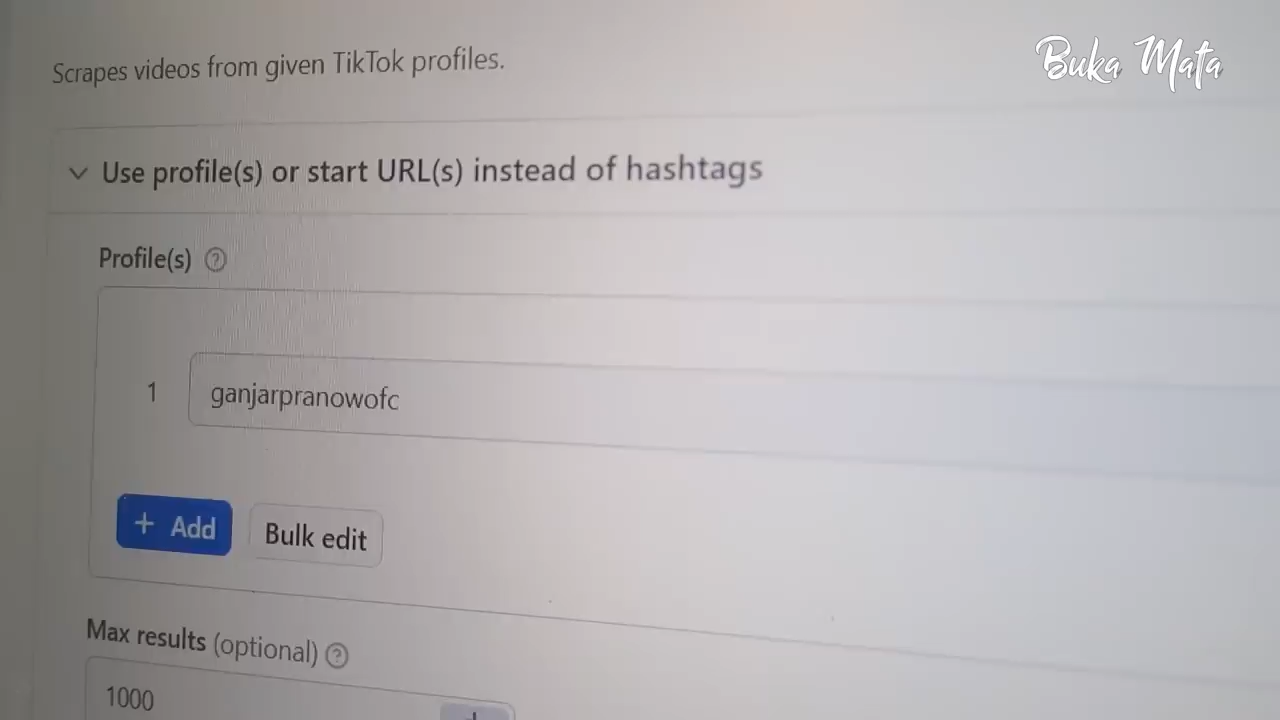 Buka Mata
Scrapes videos from given TikTok profiles.
Use profile(s) or start URL(s) instead of hashtags
Profile(s)
1 ganjarpranowofc
+ Add Bulk edit
Max results (optional)
1000